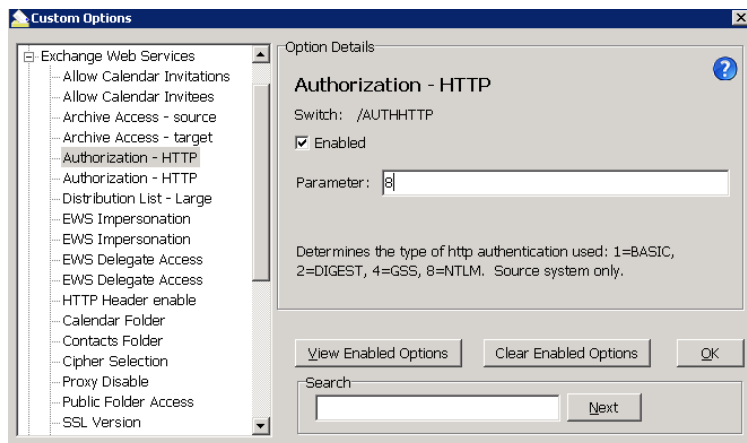 Custom Options
Exchange Web Services
Allow Calendar Invitations
Allow Calendar Invitees
Archive Access - source
Archive Access - target
Authorization - HTTP
Authorization - HTTP
Distribution List - Large
EWS Impersonation
EWS Impersonation
EWS Delegate Access
EWS Delegate Access
HTTP Header enable
Calendar Folder
Contacts Folder
Cipher Selection
Proxy Disable
Public Folder Access
SSL Version
Option Details
Authorization - HTTP
Switch: /AUTHHTTP
Enabled
Parameter: 8
Determines the type of http authentication used: 1=BASIC,
2=DIGEST, 4=GSS, 8=NTLM. Source system only.
View Enabled Options
Clear Enabled Options
OK
Search
Next